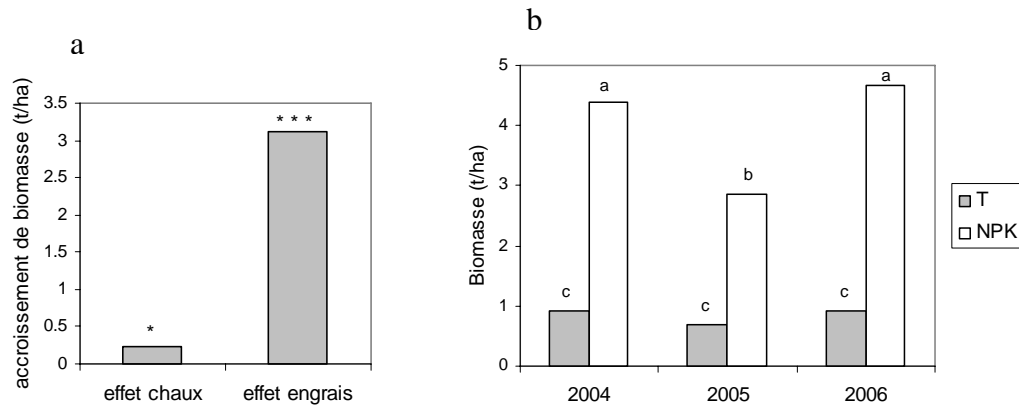 a
accroissement de biomasse (t/ha)
3.5
3
2.5
2
1.5
1
0.5
0
*
* * *
effet chaux
effet engrais
b
Biomasse (t/ha)
5
4
3
2
1
0
a
b
a
c
c
c
2004
2005
2006
T
NPK